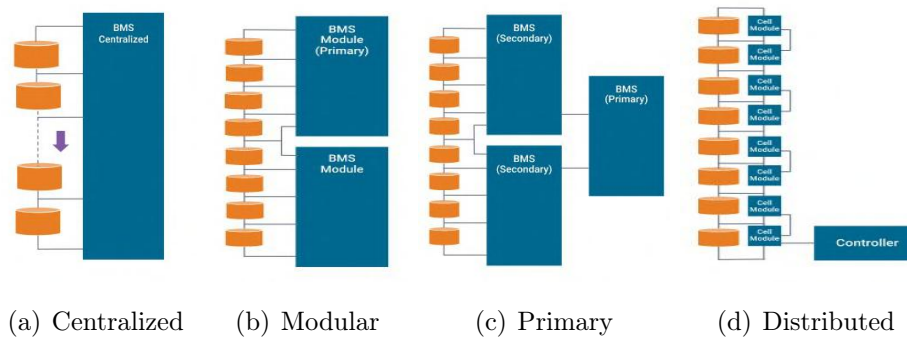 BMS
Centralized
BMS
Module
(Primary)
BMS
Module
BMS
(Secondary)
BMS
(Secondary)
BMS
(Primary)
Cell
Module
Cell
Module
Cell
Module
Cell
Module
Cell
Module
Cell
Module
Cell
Module
Cell
Module
Controller
(a) Centralized
(b) Modular
(c) Primary
(d) Distributed